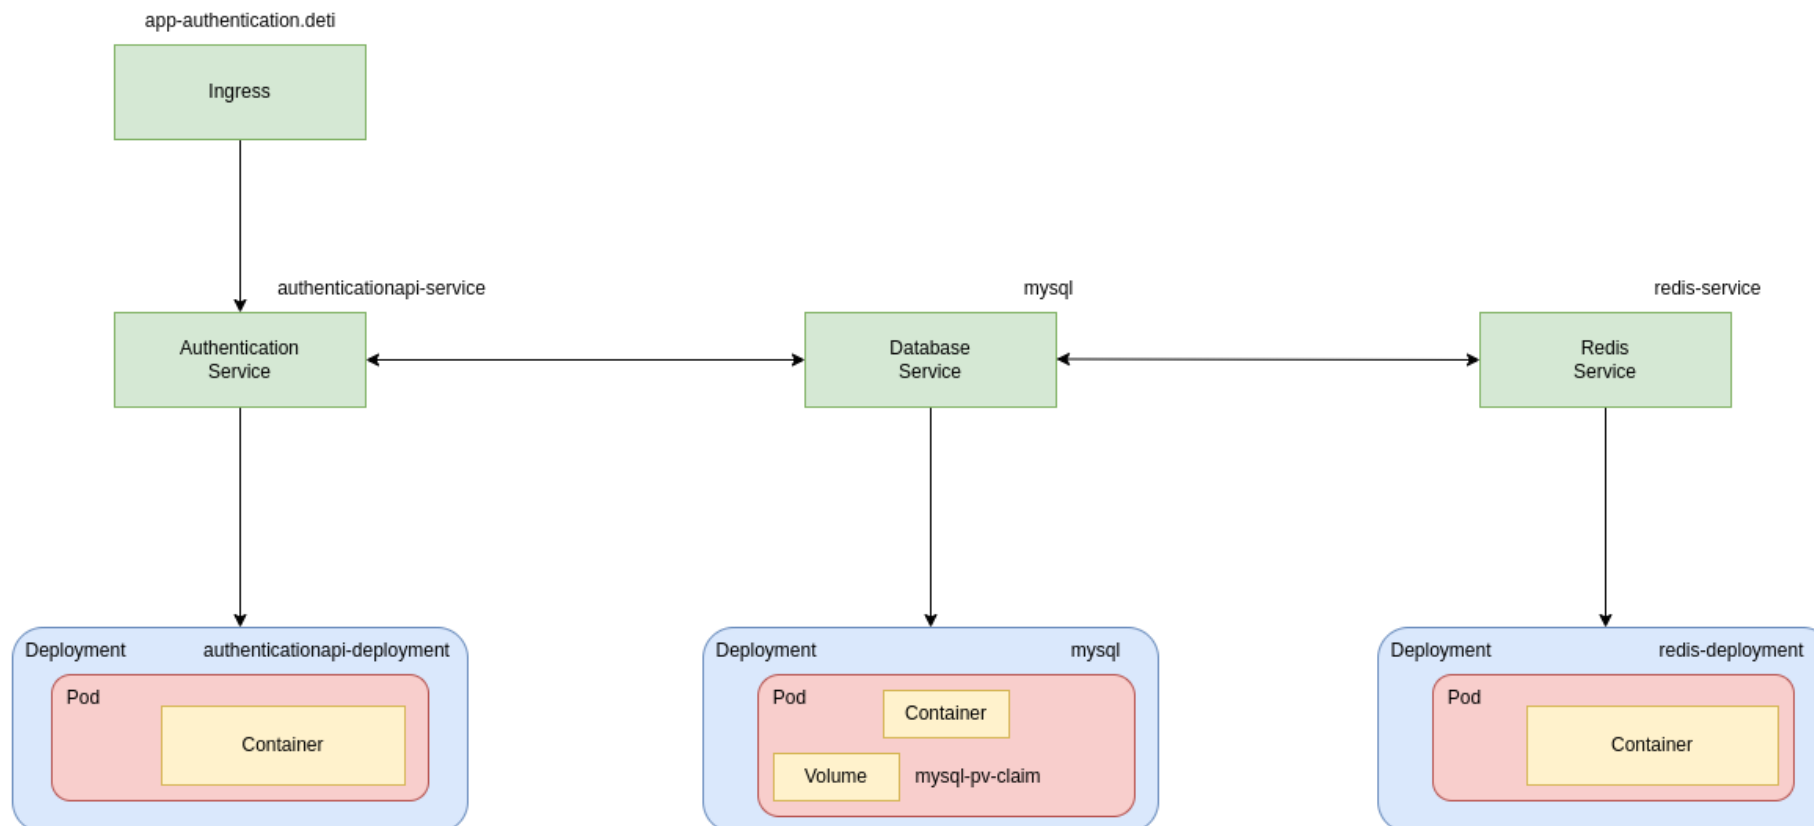 app-authentication.deti
Ingress
authenticationapi-service
mysql
redis-service
Authentication
Service
Database
Service
Redis
Service
Deployment
authenticationapi-deployment
Pod
Container
Deployment
mysql
Pod
Container
Volume
mysql-pv-claim
Deployment
redis-deployment
Pod
Container